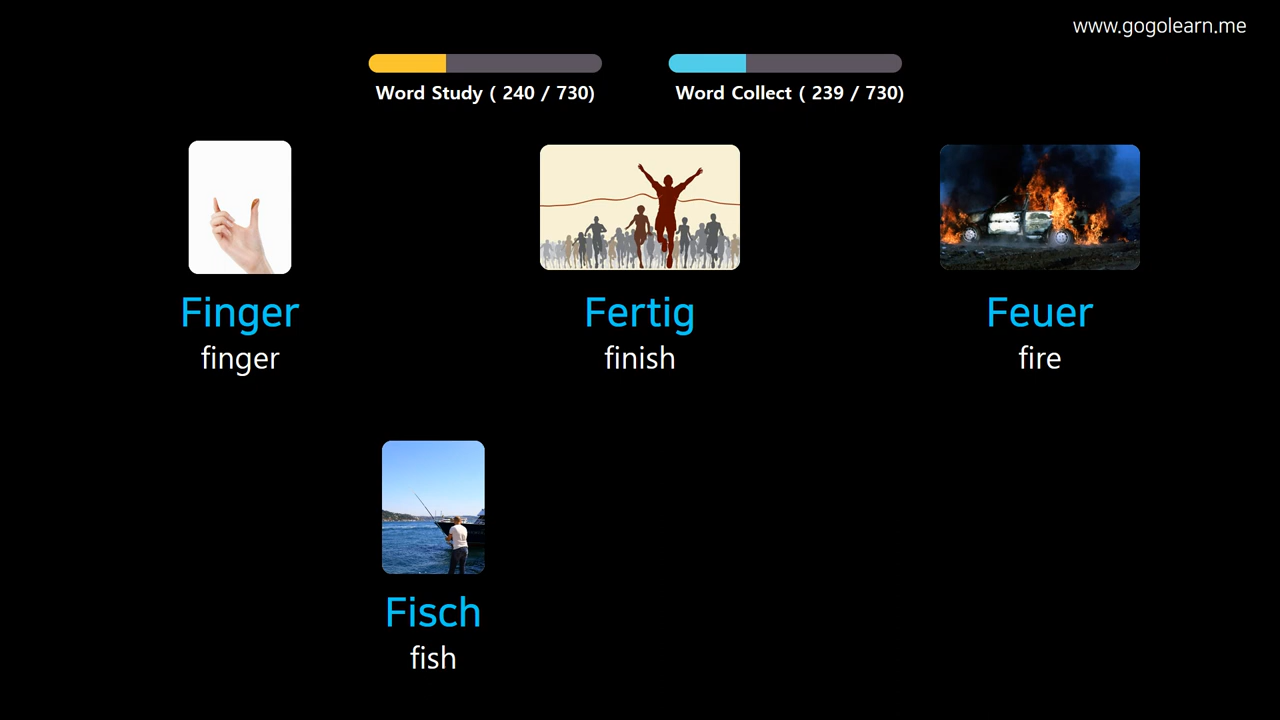 www.gogolearn.me
Word Study ( 240 / 730)
Word Collect ( 239 / 730)
Finger
finger
Fertig
finish
Feuer
fire
Fisch
fish